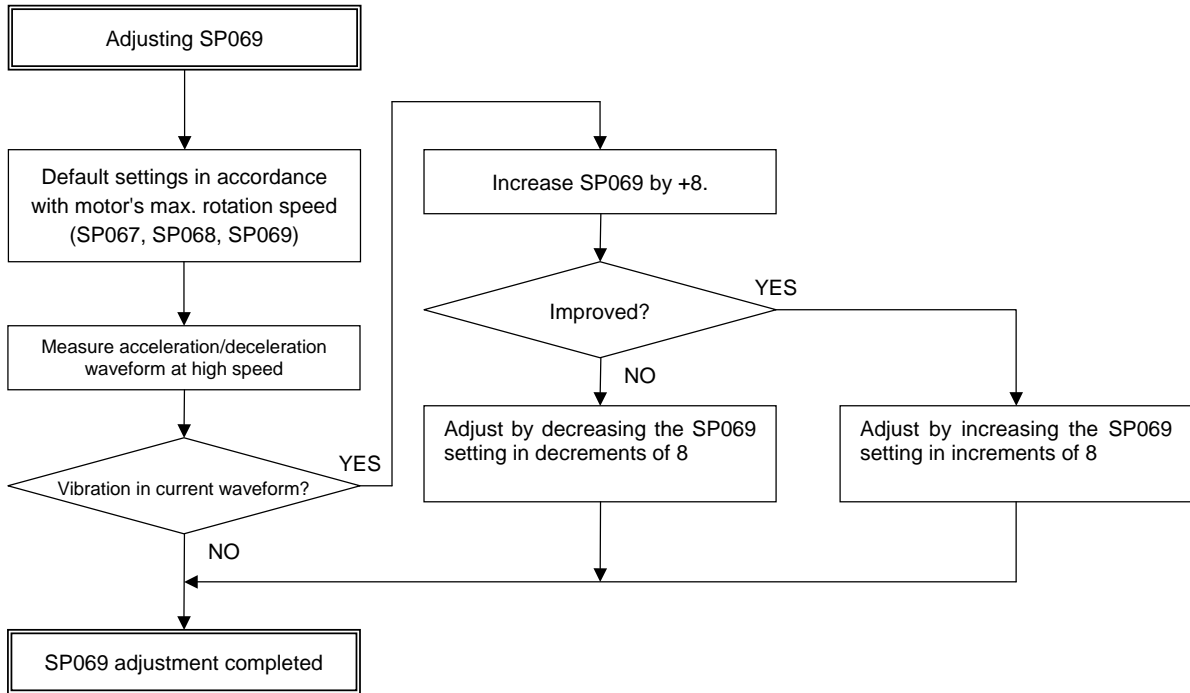 Adjusting SP069
Default settings in accordance
with motor's max. rotation speed
(SP067, SP068, SP069)
Measure acceleration/deceleration
waveform at high speed
Vibration in current waveform?
YES
NO
Increase SP069 by +8.
Improved?
YES
NO
Adjust by decreasing the SP069
setting in decrements of 8
Adjust by increasing the SP069
setting in increments of 8
SP069 adjustment completed